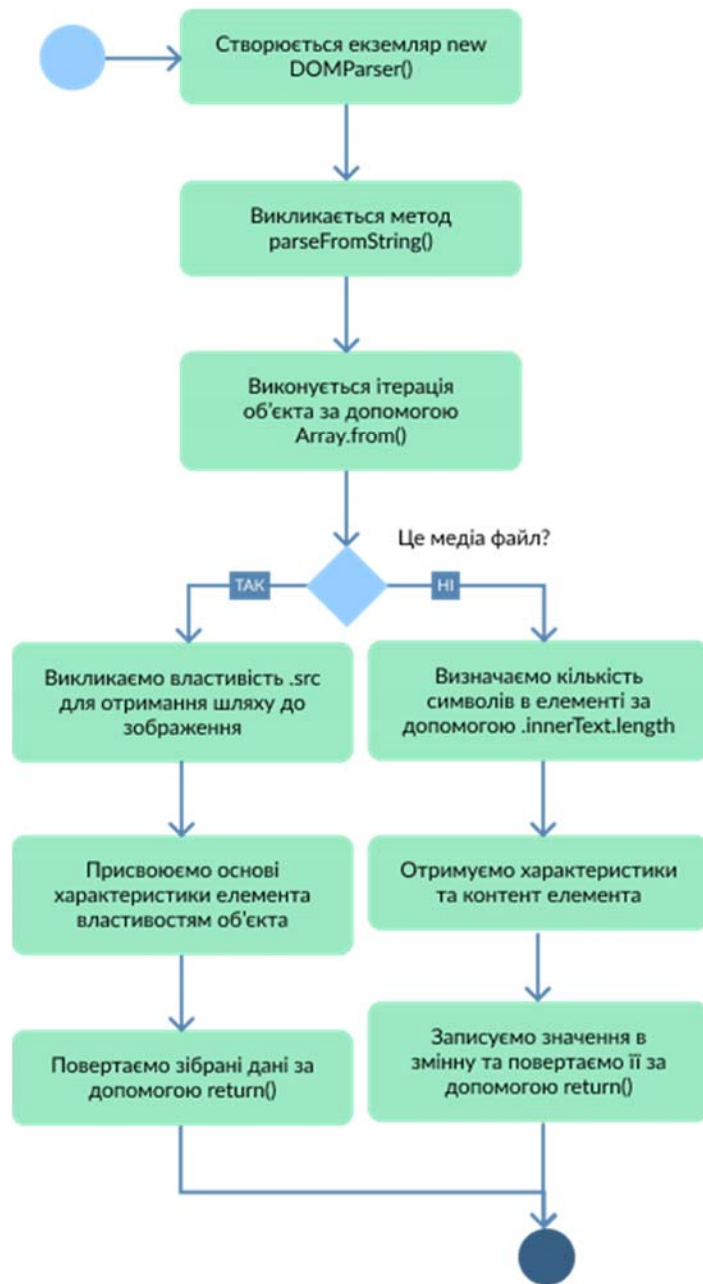 Створюється екземляр new
DOMParser()
Викликається метод
parseFromString()
Виконується ітерація
об'єкта за допомогою
Array.from()
Це медіа файл?
ТАК
НІ
Викликаємо властивість .src
для отримання шляху до
зображення
Визначаємо кількість
символів в елементі за
допомогою .innerText.length
Присвоюємо основі
характеристики елемента
властивостям об'єкта
Отримуємо характеристики
та контент елемента
Повертаємо зібрані дані за
допомогою return()
Записуємо значення в
змінну та повертаємо її за
допомогою return()